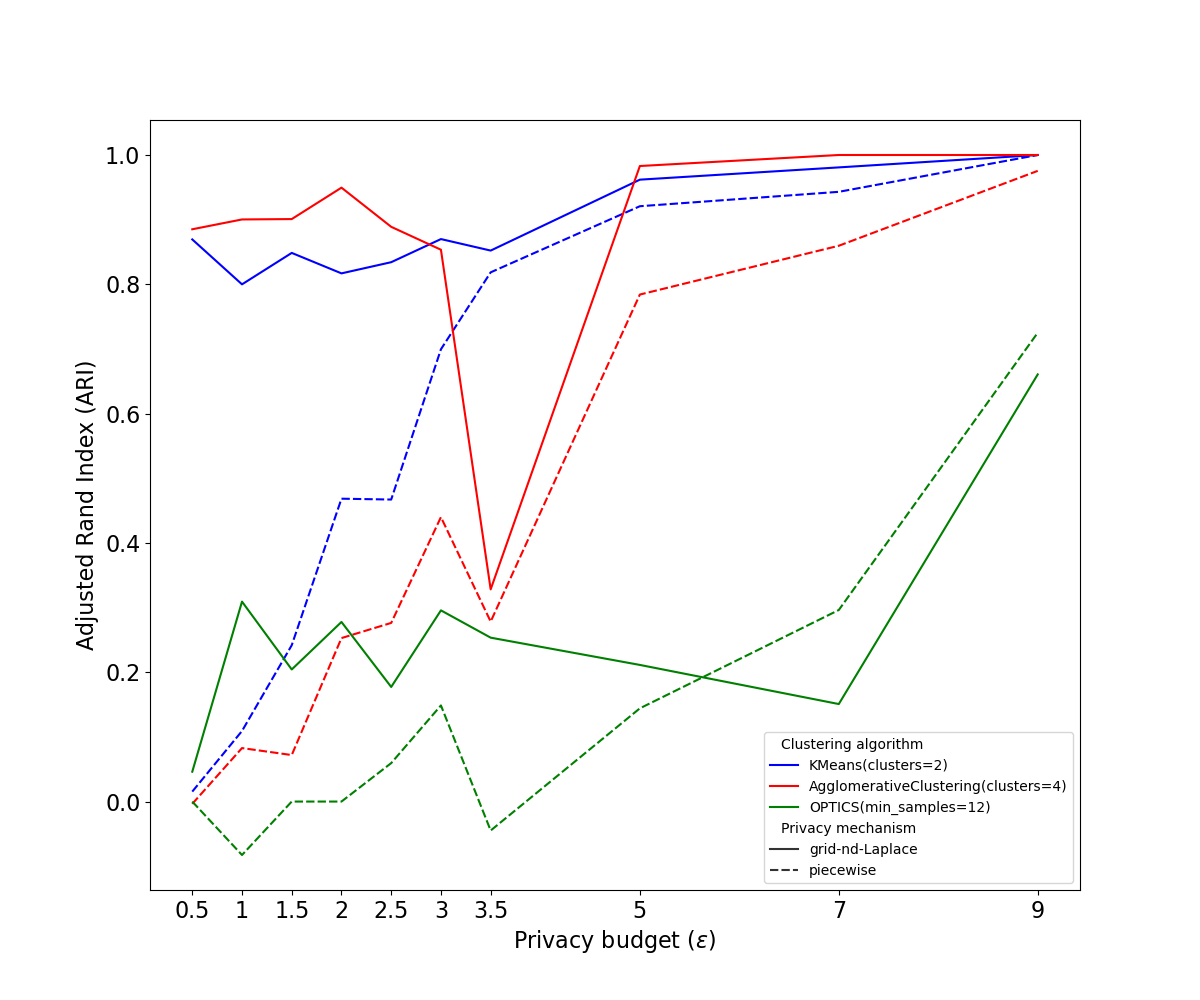 1.0
0.8
0.6
0.4
0.2
0.0
Adjusted Rand Index (ARI)
Clustering algorithm
KMeans(clusters=2)
AgglomerativeClustering(clusters=4)
OPTICS(min_samples=12)
Privacy mechanism
grid-nd-Laplace
piecewise
0.5 1 1.5 2 2.5 3 3.5 5 7 9
Privacy budget (ε)